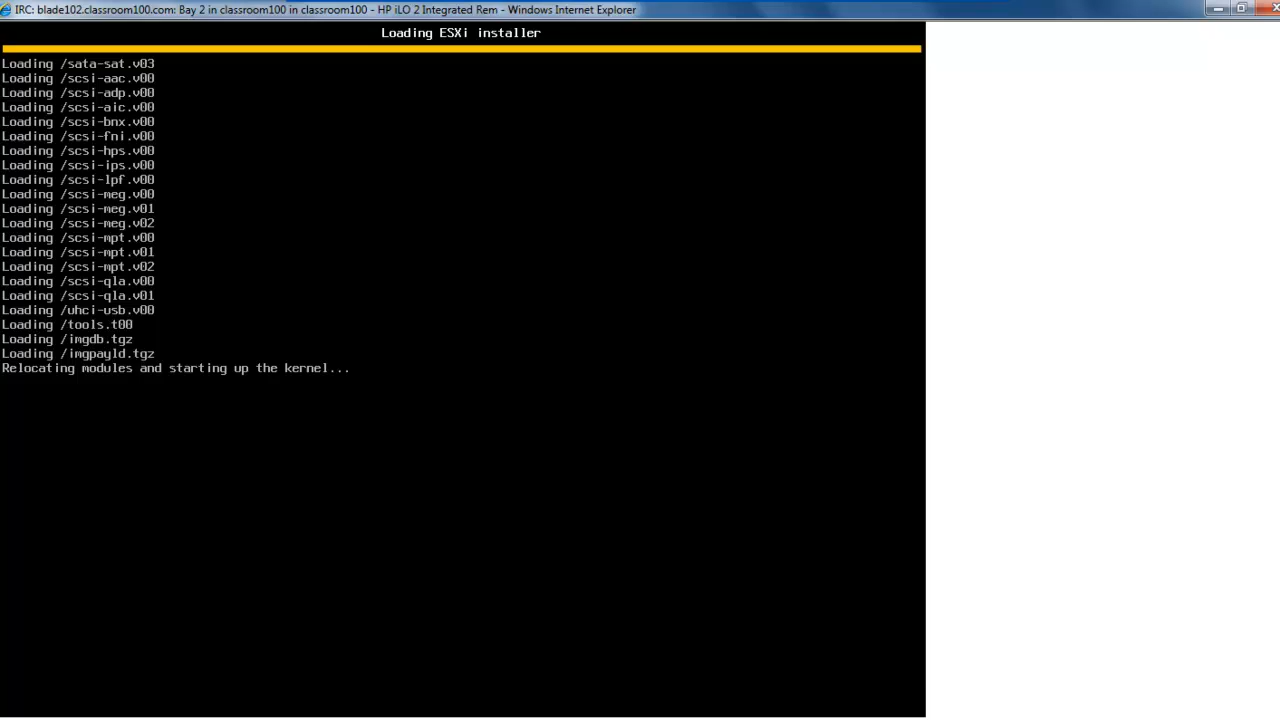 IRC: blade102.classroom100.com: Bay 2 in classroom100 in classroom100 - HP iLO 2 Integrated Rem - Windows Internet Explorer
Loading ESXi installer
Loading /sata-sat.v03
Loading /scsi-aac.v00
Loading /scsi-adp.v00
Loading /scsi-aic.v00
Loading /scsi-bnx.v00
Loading /scsi-fni.v00
Loading /scsi-hps.v00
Loading /scsi-ips.v00
Loading /scsi-lpf.v00
Loading /scsi-meg.v00
Loading /scsi-meg.v01
Loading /scsi-meg.v02
Loading /scsi-mpt.v00
Loading /scsi-mpt.v01
Loading /scsi-mpt.v02
Loading /scsi-qla.v00
Loading /scsi-qla.v01
Loading /uhci-usb.v00
Loading /tools.t00
Loading /imgdb.tgz
Loading /imgpayld.tgz
Relocating modules and starting up the kernel...